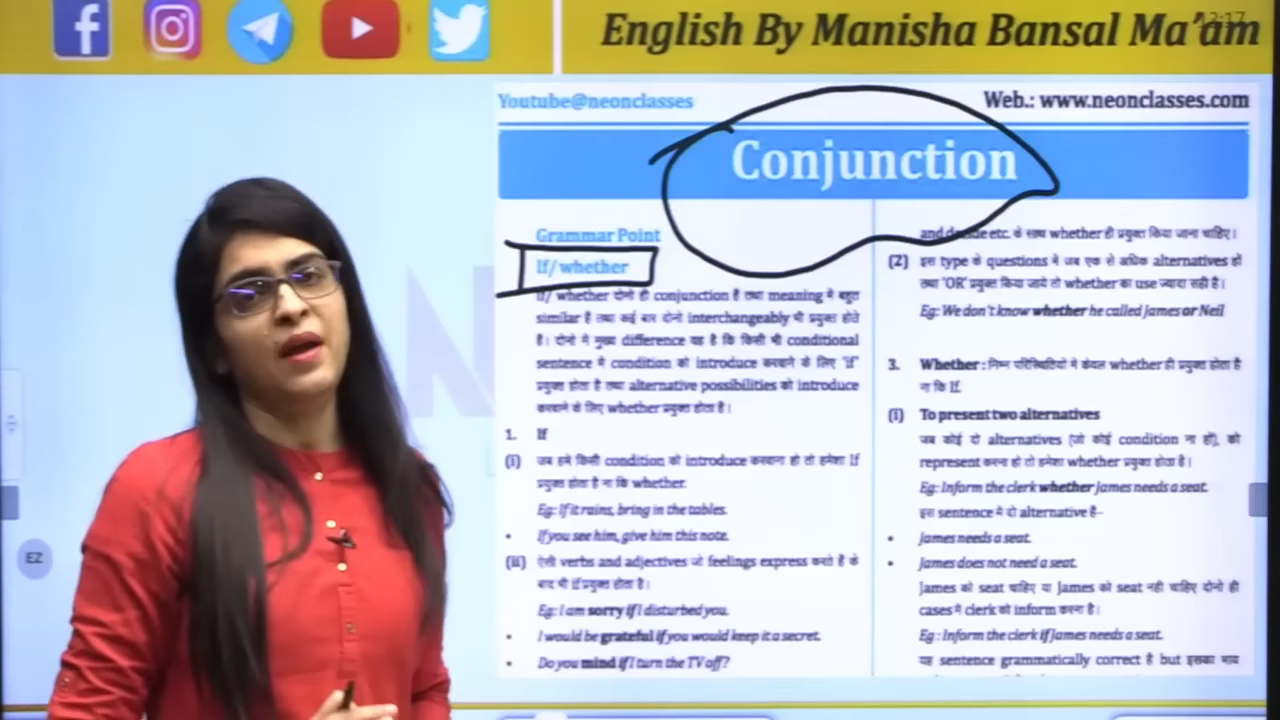 English By Manisha Bansal Ma'am
Youtube@neonclasses
Web.: www.neonclasses.com
Conjunction
Grammar Point
If/ whether
If/ whether दोनो ही conjunction है तथा meaning में बहुत
similar है तथा कई बार दोनो interchangeably भी प्रयुक्त होते
है। दोनो में मुख्य difference यह है कि किसी भी conditional
sentence में condition को introduce करवाने के लिए 'if'
प्रयुक्त होता है तथा alternative possibilities को introduce
करवाने के लिए whether प्रयुक्त होता है।
1. If
(i) जब हमें किसी condition को introduce करवाना हो तो हमेशा If
प्रयुक्त होता है ना कि whether.
Eg: If it rains, bring in the tables.
• If you see him, give him this note.
(ii) ऐसी verbs and adjectives जो feelings express करते है के
बाद भी if प्रयुक्त होता है।
Eg: I am sorry if I disturbed you.
• I would be grateful if you would keep it a secret.
• Do you mind if I turn the TV off?
and decide etc. के साथ whether ही प्रयुक्त किया जाना चाहिए।
(2) इस type के questions में जब एक से अधिक alternatives हों
तथा 'OR' प्रयुक्त किया जाये तो whether का use ज्यादा सही है।
Eg: We don't know whether he called James or Neil
3. Whether : निम्न परिस्थितियो में केवल whether ही प्रयुक्त होता है
ना कि If.
(i) To present two alternatives
जब कोई दो alternatives (जो कोई condition ना हों), को
represent करना हो तो हमेशा whether प्रयुक्त होता है।
Eg: Inform the clerk whether James needs a seat.
इस sentence में दो alternative है-
• James needs a seat.
• James does not need a seat.
James को seat चाहिए या James को seat नहीं चाहिए दोनो ही
cases में clerk को inform करना है।
Eg : Inform the clerk if James needs a seat.
यह sentence grammatically correct है but इसका भाव
EZ